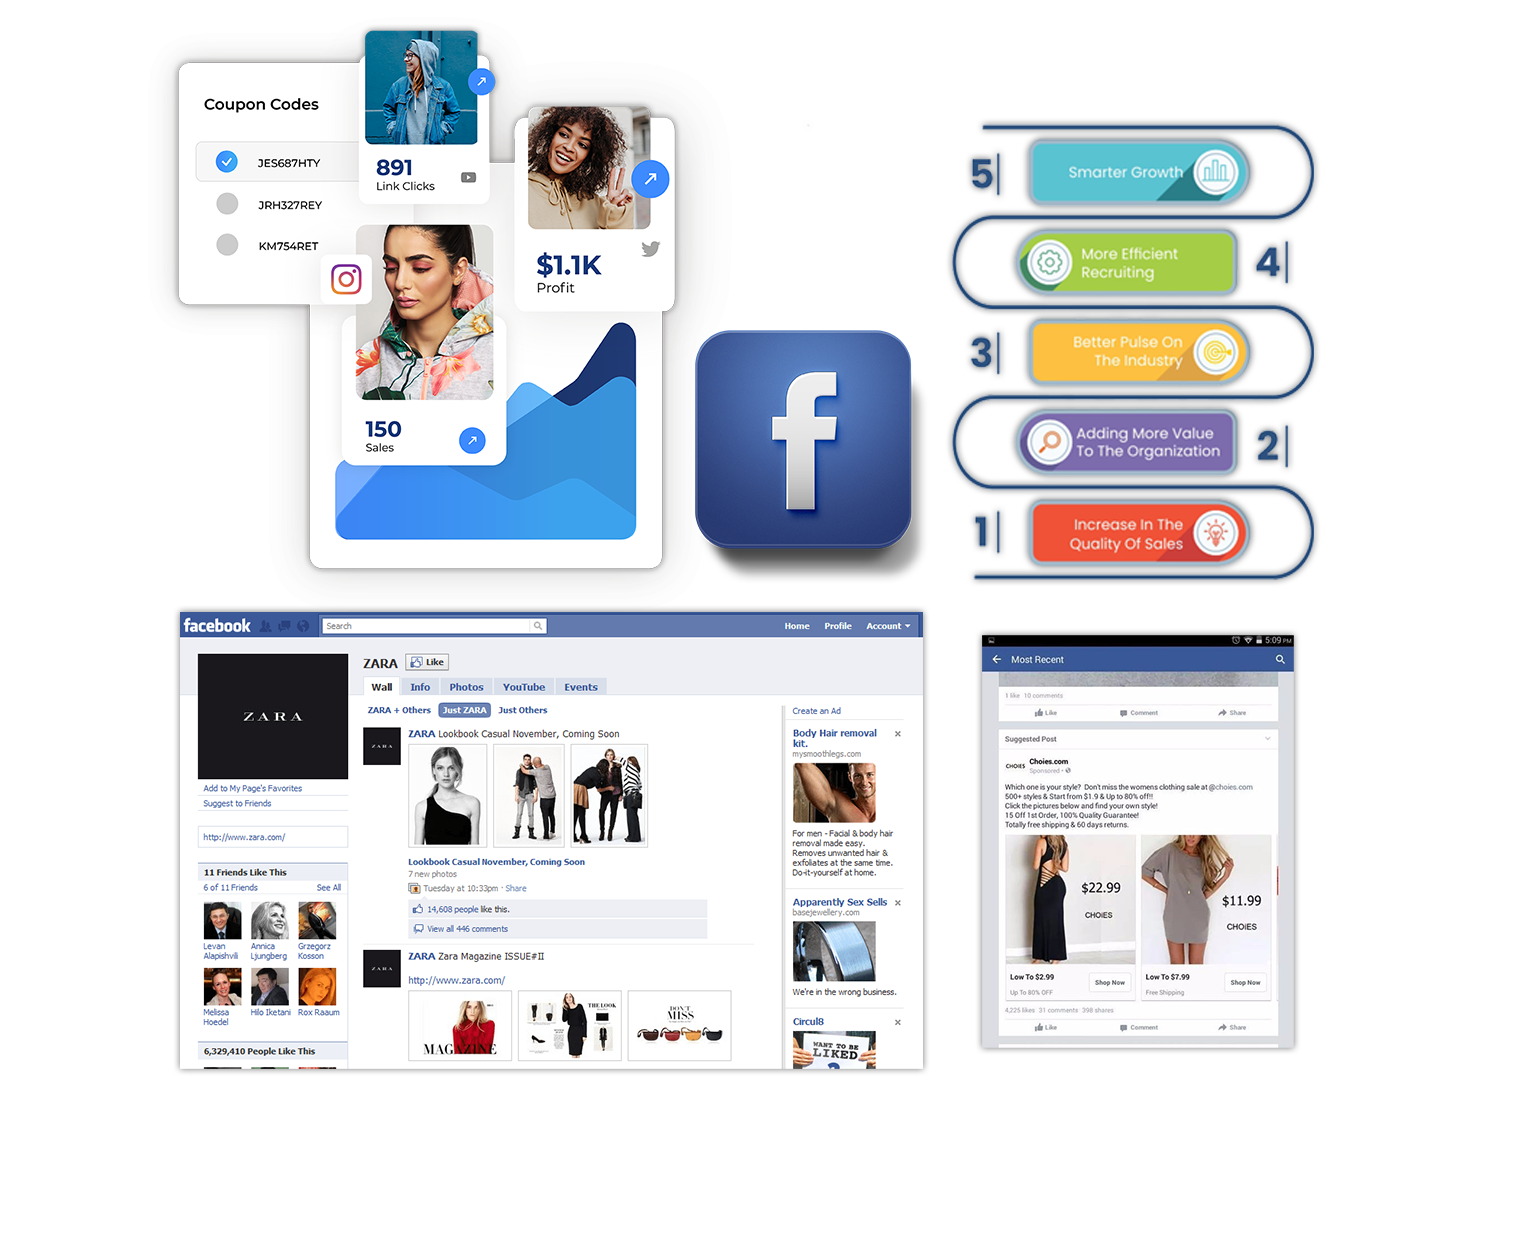 Coupon Codes
JES687HTY
JRH327REY
KM754RET
891
Link Clicks
$1.1K
Profit
150
Sales
f
5
Smarter Growth
More Efficient
Recruiting
4
3
Better Pulse On
The Industry
Adding More Value
To The Organization
2
1
Increase In The
Quality Of Sales
facebook
Search
Home Profile Account
ZARA
ZARA Like
Wall Info Photos YouTube Events
ZARA + Others Just ZARA Just Others
Add to My Page's Favorites
Suggest to Friends
http://www.zara.com/
11 Friends Like This
6 of 11 Friends See All
Levan
Alapishvili
Annica
Ljungberg
Grzegorz
Kosson
Melissa
Hoedel
Hilo Iketani
Rox Raaum
6,329,410 People Like This
ZARA
ZARA Lookbook Casual November, Coming Soon
Lookbook Casual November, Coming Soon
7 new photos
Tuesday at 10:33pm · Share
14,608 people like this.
View all 446 comments
ZARA
ZARA Zara Magazine ISSUE#II
http://www.zara.com/
MAGAZINE
THE LOOK
DON'T
MISS
Create an Ad
Body Hair removal
kit.
mysmoothlegs.com
For men - Facial & body hair
removal made easy.
Removes unwanted hair &
exfoliates at the same time.
Do-it-yourself at home.
Apparently Sex Sells
basejewellery.com
We're in the wrong business.
Circul8
WANT TO BE
LIKED
?
5:09 PM
Most Recent
1 like 10 comments
Like Comment Share
Suggested Post
CHOIES
Choies.com
Sponsored ·
Which one is your style? Don't miss the womens clothing sale at @choies.com
500+ styles & Start from $1.9 & Up to 80% off!!
Click the pictures below and find your own style!
15 Off 1st Order, 100% Quality Guarantee!
Totally free shipping & 60 days returns.
$22.99
CHOiES
$11.99
CHOiES
Low To $2.99
Up To 80% OFF
Shop Now
Low To $7.99
Free Shipping
Shop Now
4,225 likes 31 comments 398 shares
Like Comment Share